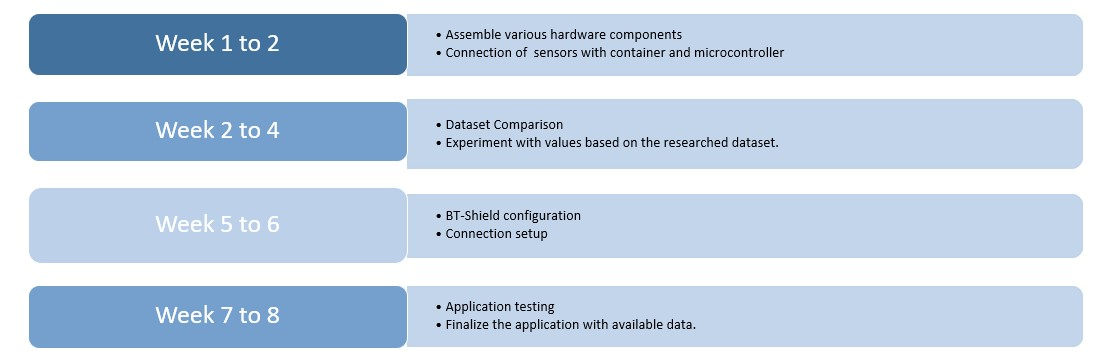 Week 1 to 2
• Assemble various hardware components
• Connection of  sensors with container and microcontroller
Week 2 to 4
• Dataset Comparison
• Experiment with values based on the researched dataset.
Week 5 to 6
• BT-Shield configuration
• Connection setup
Week 7 to 8
• Application testing
• Finalize the application with available data.